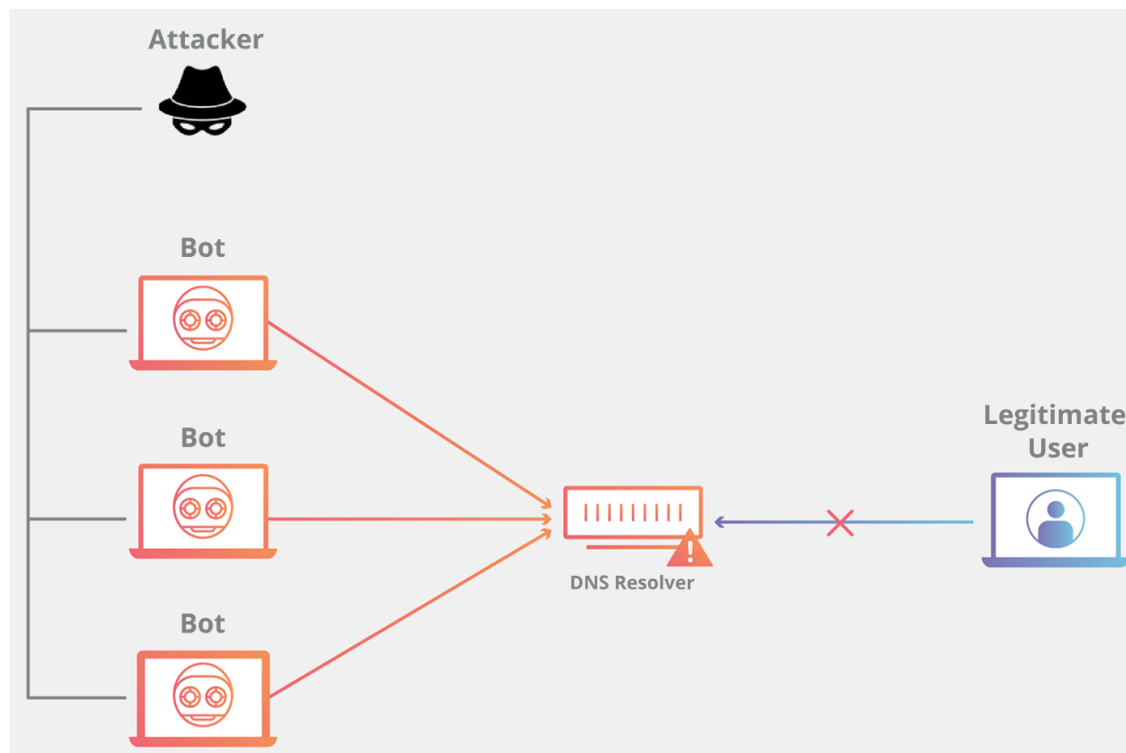 Attacker
Bot
Bot
Legitimate
User
DNS Resolver
Bot